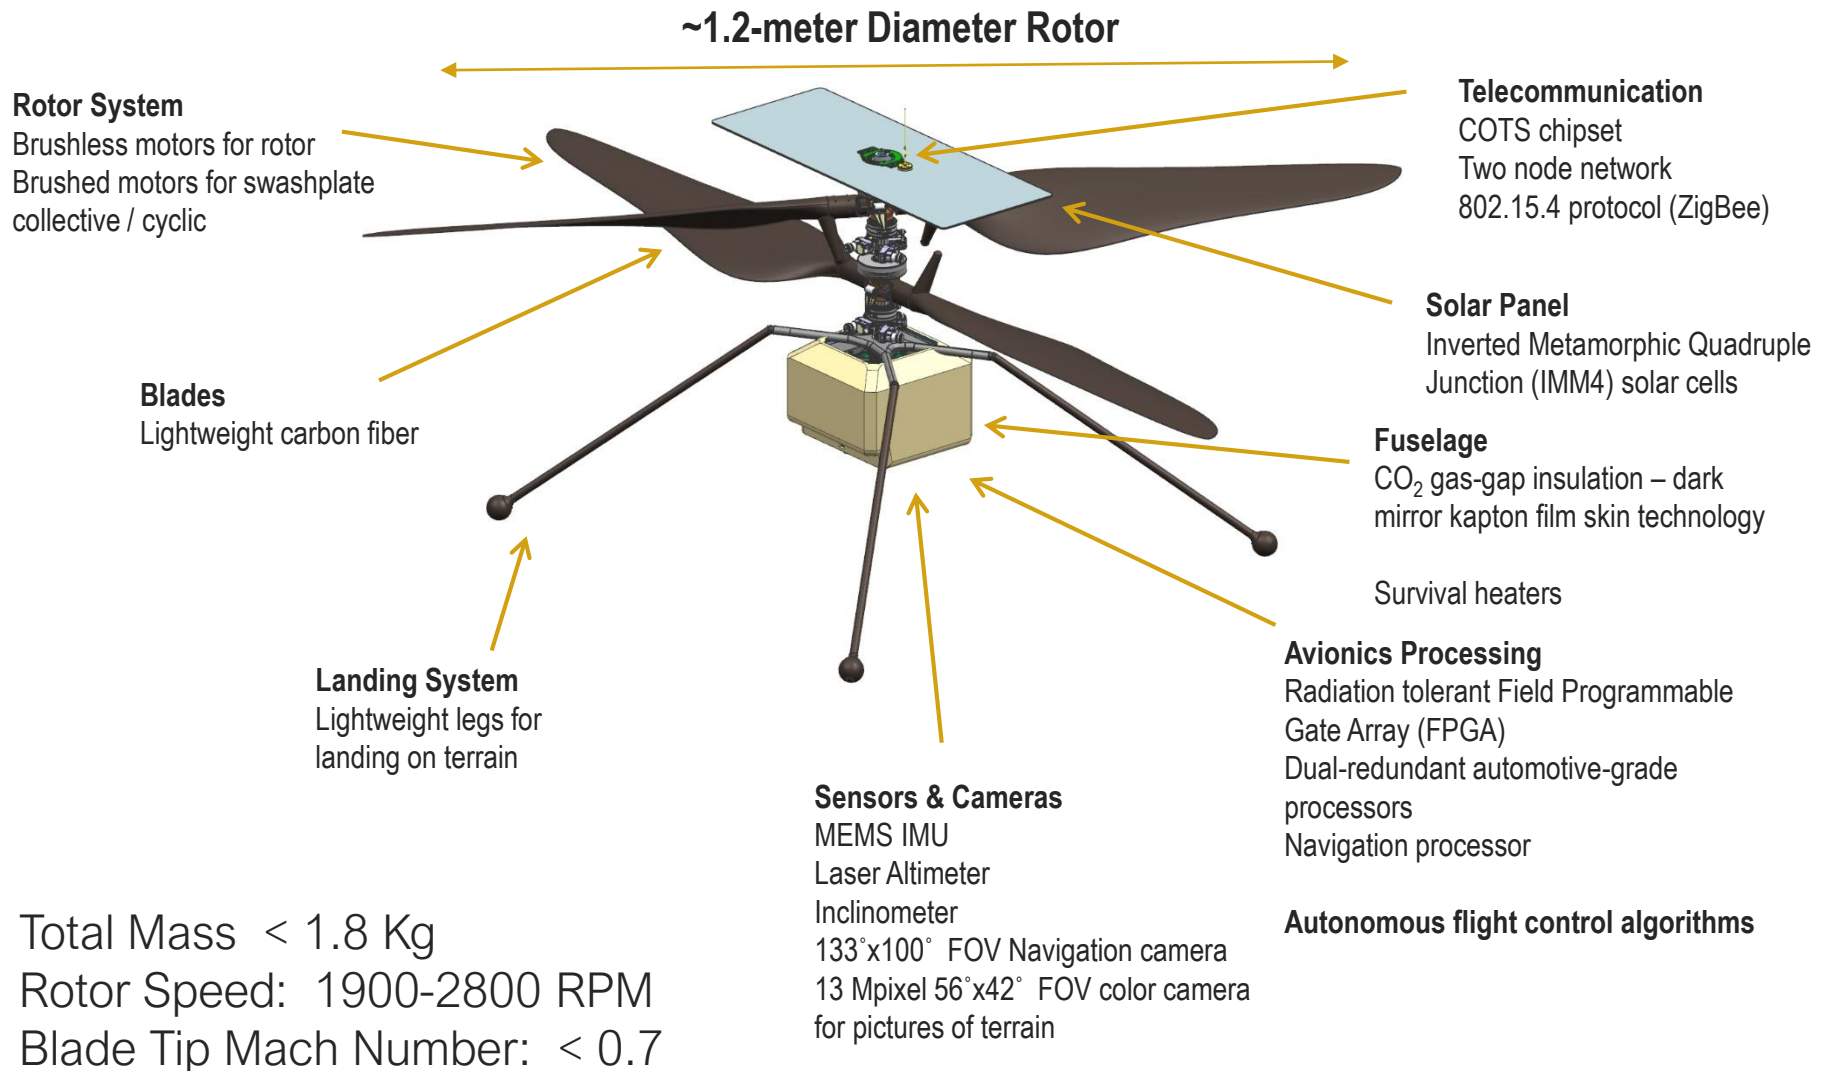 ~1.2-meter Diameter Rotor
Rotor System
Brushless motors for rotor
Brushed motors for swashplate
collective / cyclic
Telecommunication
COTS chipset
Two node network
802.15.4 protocol (ZigBee)
Solar Panel
Inverted Metamorphic Quadruple
Junction (IMM4) solar cells
Blades
Lightweight carbon fiber
Fuselage
CO₂ gas-gap insulation – dark
mirror kapton film skin technology
Survival heaters
Landing System
Lightweight legs for
landing on terrain
Avionics Processing
Radiation tolerant Field Programmable
Gate Array (FPGA)
Dual-redundant automotive-grade
processors
Navigation processor
Autonomous flight control algorithms
Sensors & Cameras
MEMS IMU
Laser Altimeter
Inclinometer
133°x100° FOV Navigation camera
13 Mpixel 56°x42° FOV color camera
for pictures of terrain
Total Mass < 1.8 Kg
Rotor Speed: 1900-2800 RPM
Blade Tip Mach Number: < 0.7